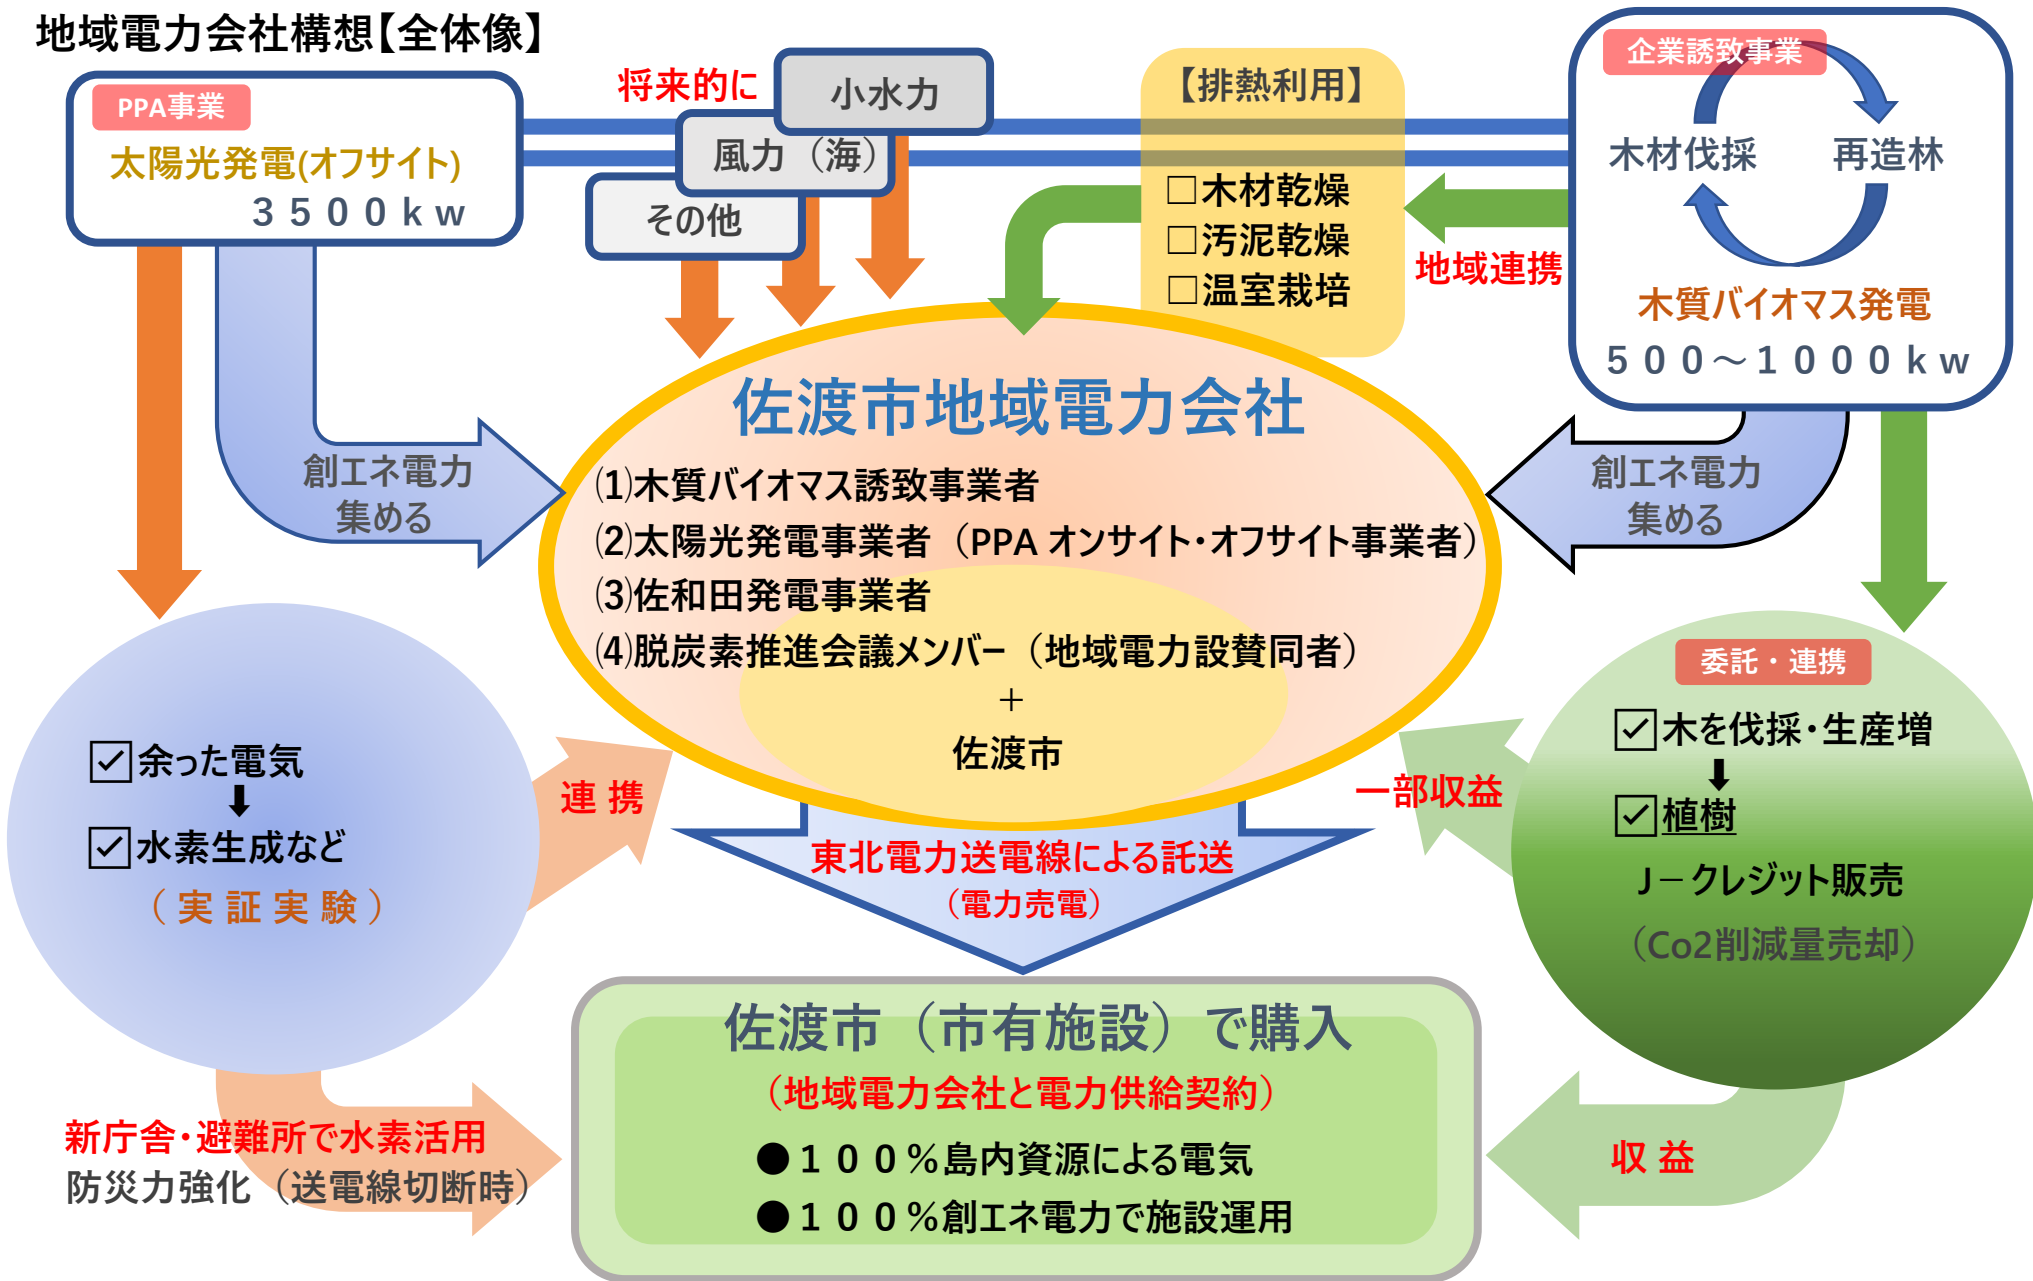 地域電力会社構想【全体像】
PPA事業
太陽光発電(オフサイト)
３５００ｋｗ
将来的に
小水力
風力（海）
その他
【排熱利用】
□木材乾燥
□汚泥乾燥
□温室栽培
地域連携
企業誘致事業
木材伐採
再造林
木質バイオマス発電
５００～１０００ｋｗ
創エネ電力
集める
佐渡市地域電力会社
⑴木質バイオマス誘致事業者
⑵太陽光発電事業者（PPA オンサイト・オフサイト事業者）
⑶佐和田発電事業者
⑷脱炭素推進会議メンバー（地域電力設賛同者）
＋
佐渡市
創エネ電力
集める
☑余った電気
⬇
☑水素生成など
（ 実 証 実 験 ）
連 携
東北電力送電線による託送
（電力売電）
一部収益
委託・連携
☑木を伐採・生産増
⬇
☑植樹
J－クレジット販売
（Co2削減量売却）
佐渡市（市有施設）で購入
（地域電力会社と電力供給契約）
●１００％島内資源による電気
●１００％創エネ電力で施設運用
新庁舎・避難所で水素活用
防災力強化（送電線切断時）
収 益